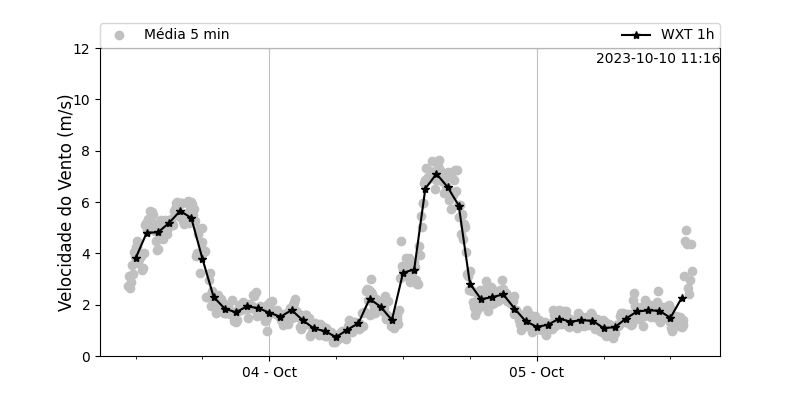 Média 5 min
WXT 1h
2023-10-10 11:16
Velocidade do Vento (m/s)
12
10
8
6
4
2
0
04 - Oct
05 - Oct